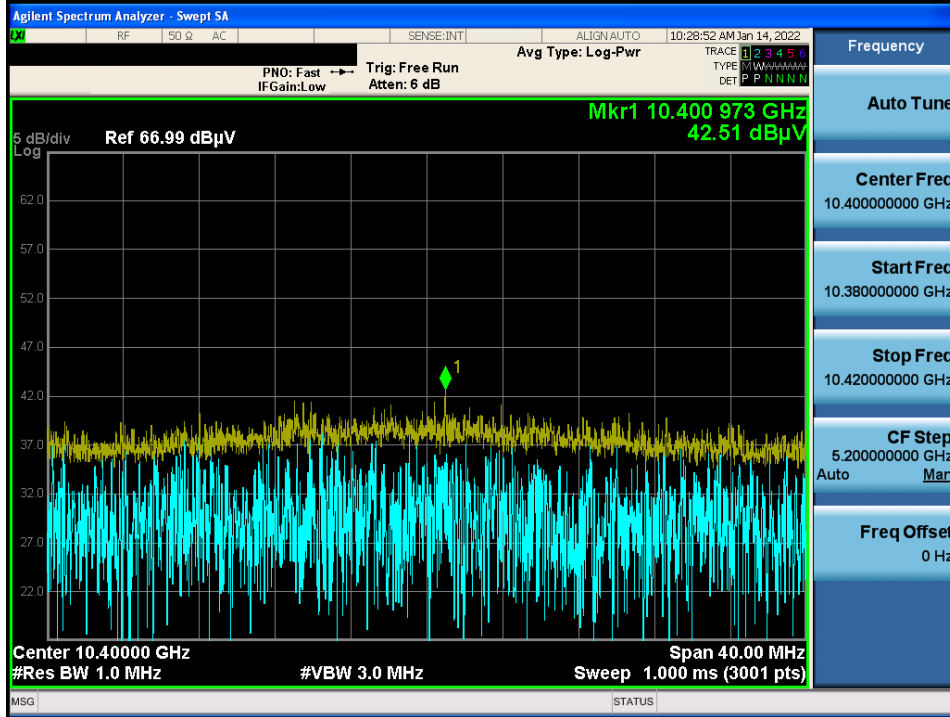 Agilent Spectrum Analyzer - Swept SA
LXI RF 50 Ω AC SENSE:INT ALIGN AUTO 10:28:52 AM Jan 14, 2022
Avg Type: Log-Pwr
TRACE 1 2 3 4 5 6
PNO: Fast Trig: Free Run
TYPE M W W W W W
IFGain:Low Atten: 6 dB
DET P P N N N N
Mkr1 10.400 973 GHz
42.51 dBµV
5 dB/div Ref 66.99 dBµV
Log
62.0
57.0
52.0
47.0
42.0
37.0
32.0
27.0
22.0
1
Center 10.40000 GHz Span 40.00 MHz
#Res BW 1.0 MHz #VBW 3.0 MHz Sweep 1.000 ms (3001 pts)
MSG STATUS
Frequency
Auto Tune
Center Freq
10.400000000 GHz
Start Freq
10.380000000 GHz
Stop Freq
10.420000000 GHz
CF Step
5.200000000 GHz
Auto Man
Freq Offset
0 Hz